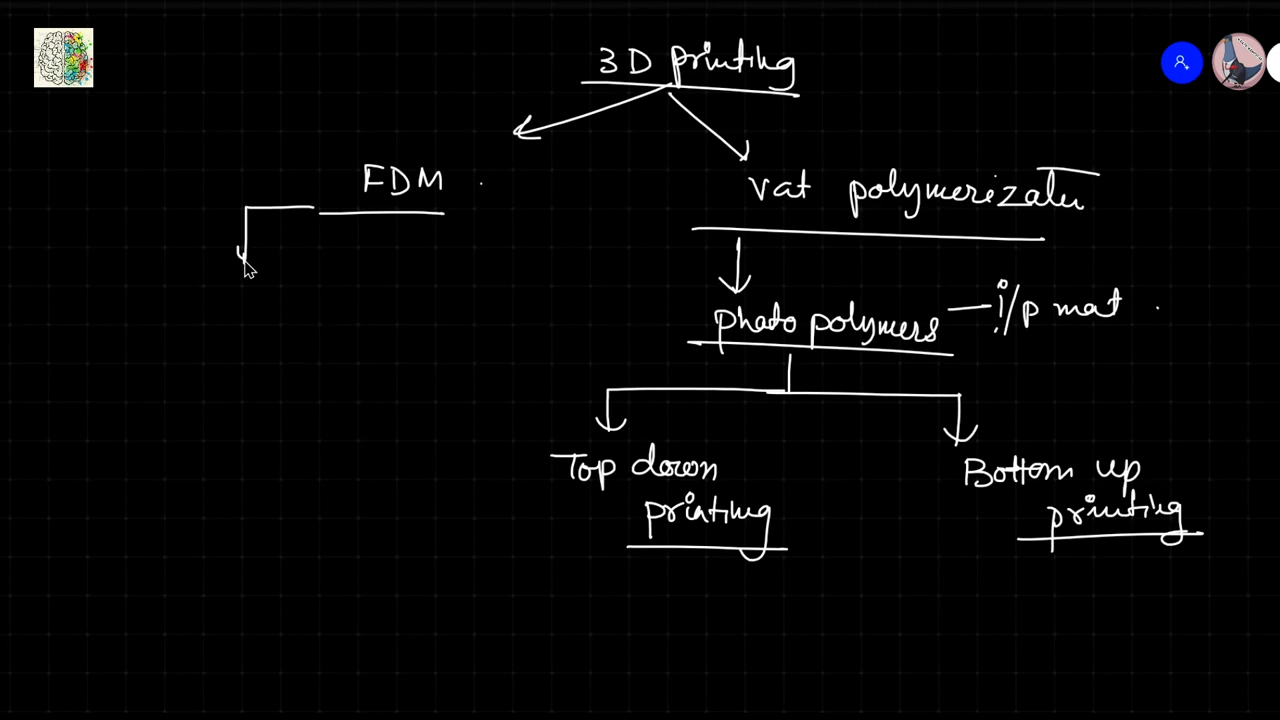 3D printing
FDM
vat polymerizatn
photo polymers — i/p mat
Top down
printing
Bottom up
printing